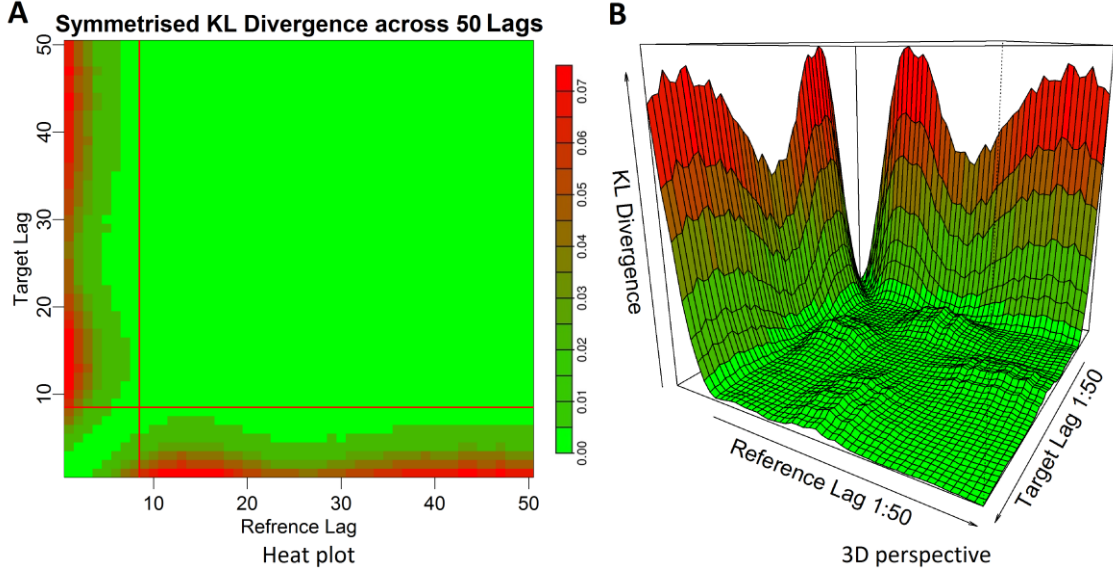 A
Symmetrised KL Divergence across 50 Lags
50
40
30
20
10
Target Lag
10 20 30 40 50
Refrence Lag
Heat plot
0.07
0.06
0.05
0.04
0.03
0.02
0.01
0.00
B
KL Divergence
Reference Lag 1:50
Target Lag 1:50
3D perspective